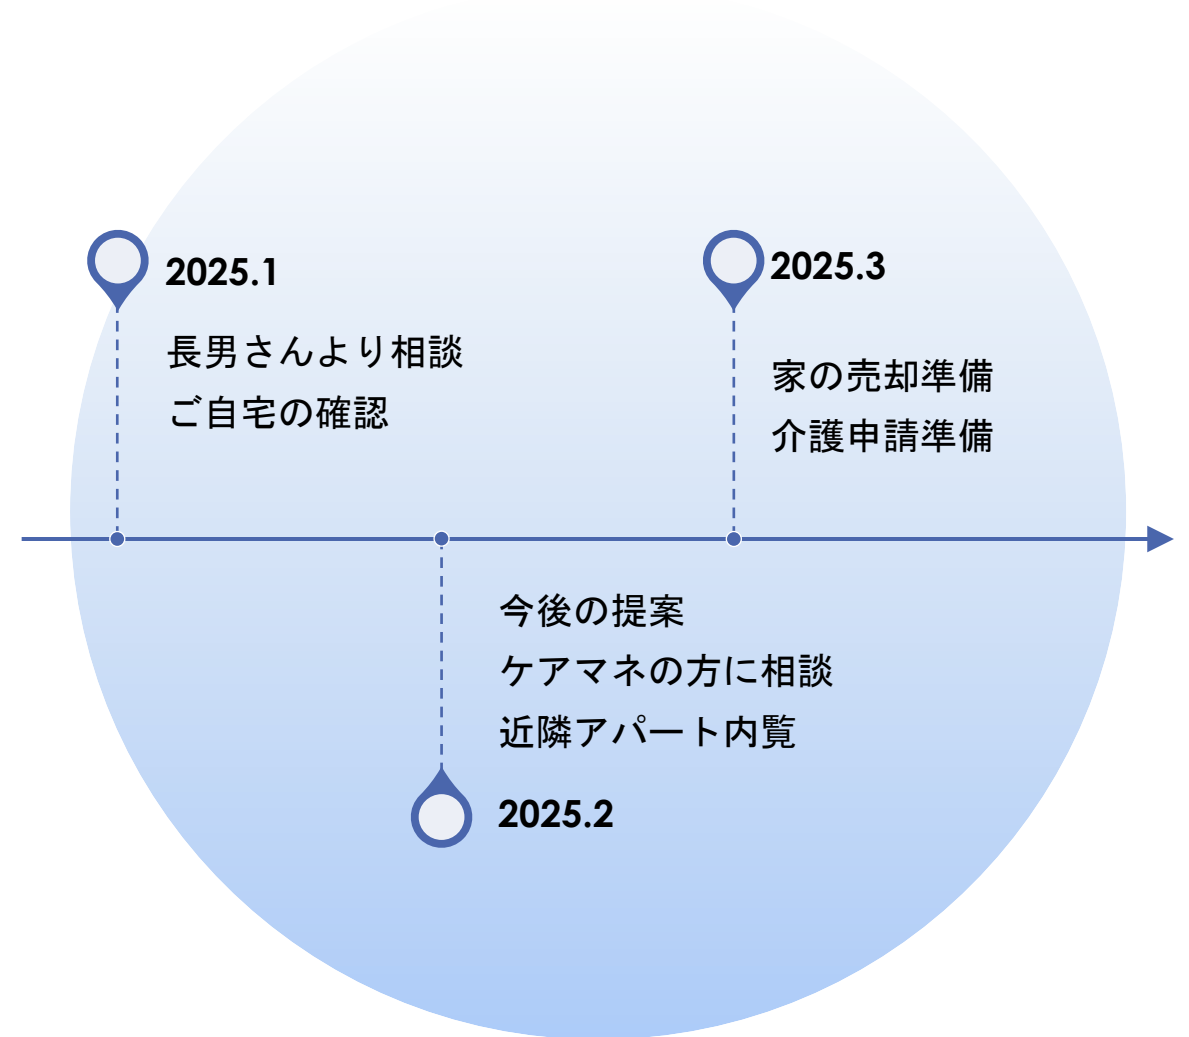 2025.1
長男さんより相談
ご自宅の確認
今後の提案
ケアマネの方に相談
近隣アパート内覧
2025.2
2025.3
家の売却準備
介護申請準備